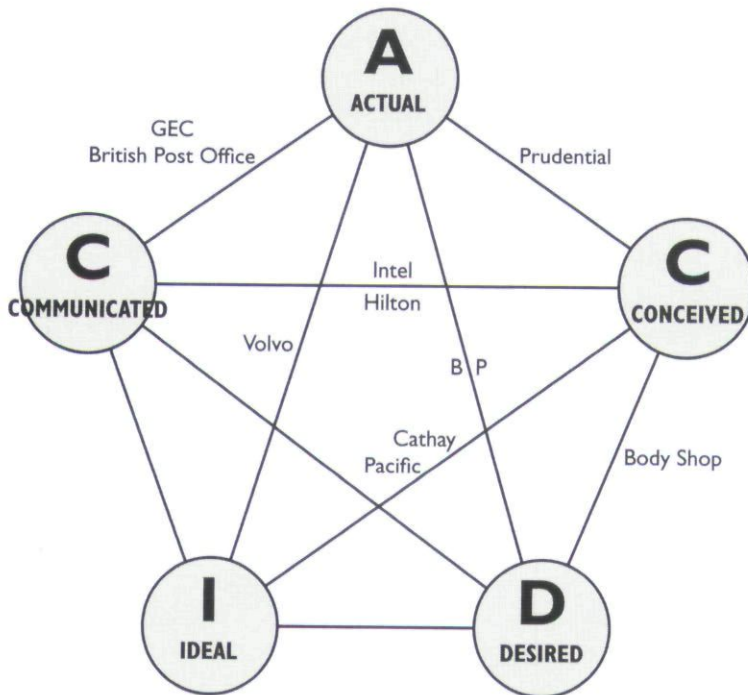 A
ACTUAL
GEC
British Post Office
Prudential
C
COMMUNICATED
Intel
Hilton
C
CONCEIVED
Volvo
B P
Cathay
Pacific
Body Shop
I
IDEAL
D
DESIRED